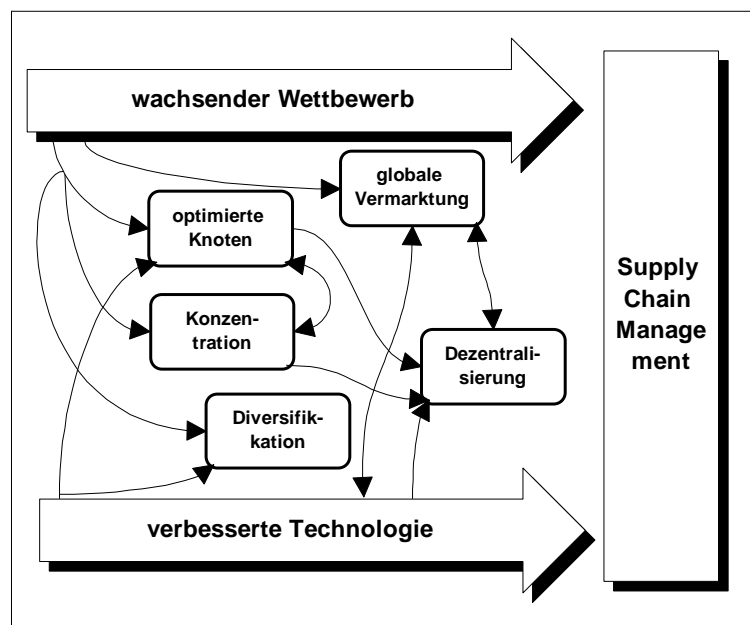 wachsender Wettbewerb
globale
Vermarktung
optimierte
Knoten
Konzen-
tration
Dezentrali-
sierung
Diversifik-
kation
verbesserte Technologie
Supply
Chain
Manage
ment